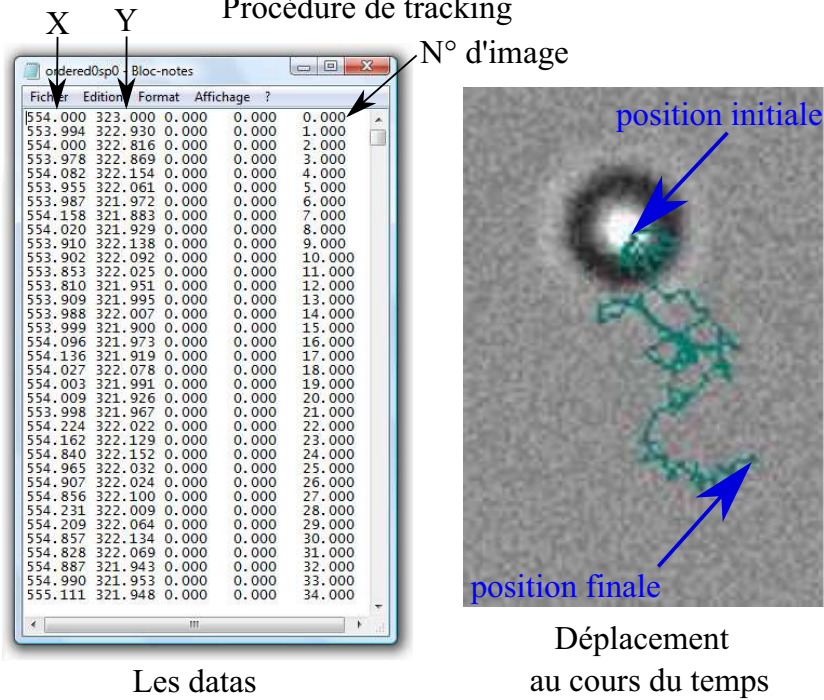 Procédure de tracking
X Y
N° d'image
ordered0sp0 - Bloc-notes
Fichier Edition Format Affichage ?
554.000 323.000 0.000 0.000 0.000
553.994 322.930 0.000 0.000 1.000
554.000 322.816 0.000 0.000 2.000
553.978 322.869 0.000 0.000 3.000
554.082 322.154 0.000 0.000 4.000
553.955 322.061 0.000 0.000 5.000
553.987 321.972 0.000 0.000 6.000
554.158 321.883 0.000 0.000 7.000
554.020 321.929 0.000 0.000 8.000
553.910 322.138 0.000 0.000 9.000
553.902 322.092 0.000 0.000 10.000
553.853 322.025 0.000 0.000 11.000
553.810 321.951 0.000 0.000 12.000
553.909 321.995 0.000 0.000 13.000
553.988 322.007 0.000 0.000 14.000
553.999 321.900 0.000 0.000 15.000
554.096 321.973 0.000 0.000 16.000
554.136 321.919 0.000 0.000 17.000
554.027 322.078 0.000 0.000 18.000
554.003 321.991 0.000 0.000 19.000
554.009 321.926 0.000 0.000 20.000
553.998 321.967 0.000 0.000 21.000
554.224 322.022 0.000 0.000 22.000
554.162 322.129 0.000 0.000 23.000
554.840 322.152 0.000 0.000 24.000
554.965 322.032 0.000 0.000 25.000
554.907 322.024 0.000 0.000 26.000
554.856 322.100 0.000 0.000 27.000
554.231 322.009 0.000 0.000 28.000
554.209 322.064 0.000 0.000 29.000
554.857 322.134 0.000 0.000 30.000
554.828 322.069 0.000 0.000 31.000
554.887 321.943 0.000 0.000 32.000
554.990 321.953 0.000 0.000 33.000
555.111 321.948 0.000 0.000 34.000
Les datas
position initiale
position finale
Déplacement
au cours du temps